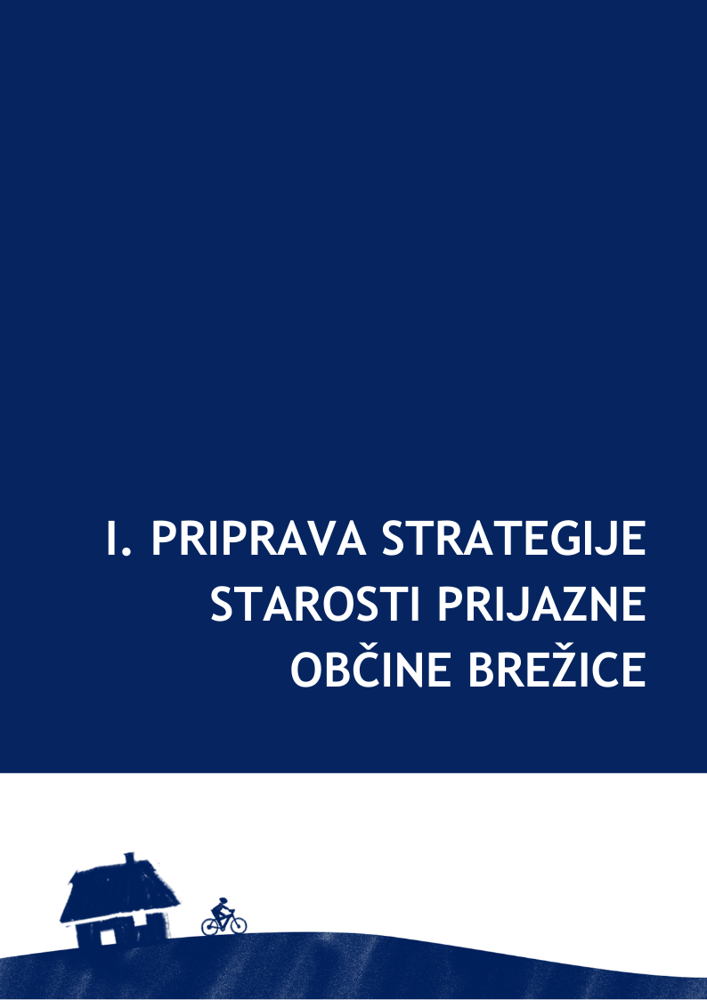 I. PRIPRAVA STRATEGIJE
STAROSTI PRIJAZNE
OBČINE BREŽICE